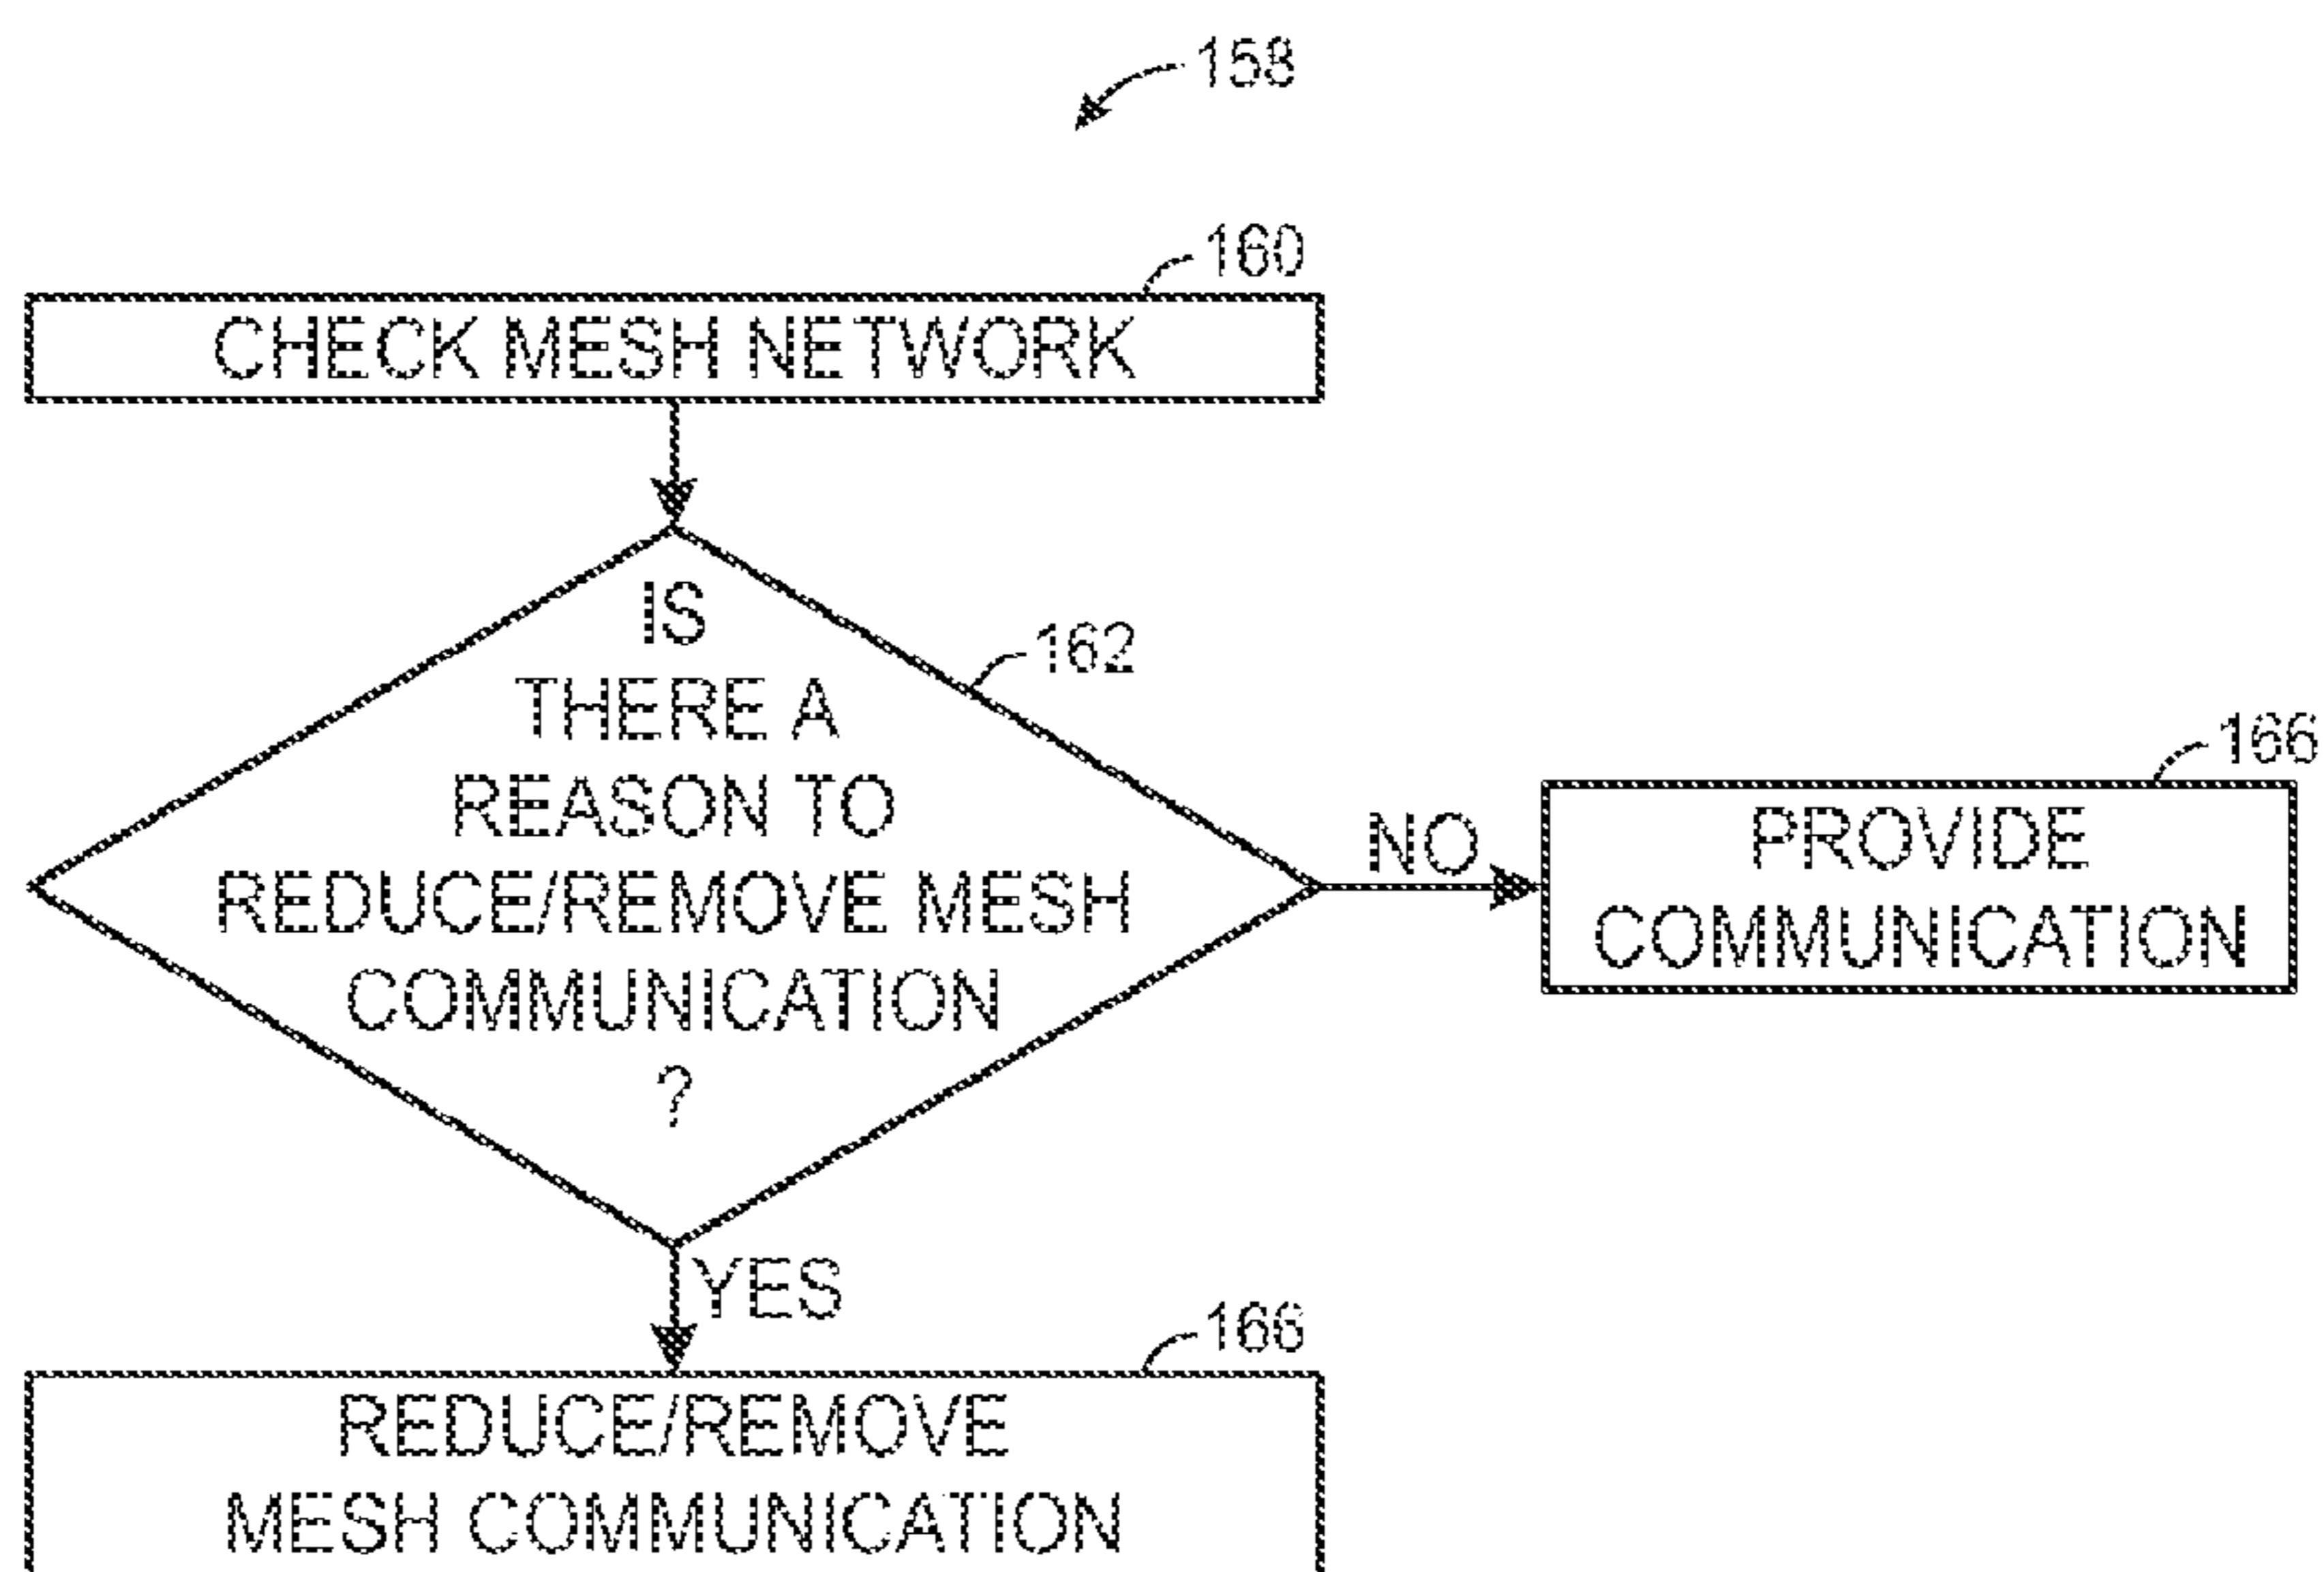 158
160
CHECK MESH NETWORK
IS
THERE A
REASON TO
REDUCE/REMOVE MESH
COMMUNICATION
?
162
NO
166
PROVIDE
COMMUNICATION
YES
166
REDUCE/REMOVE
MESH COMMUNICATION